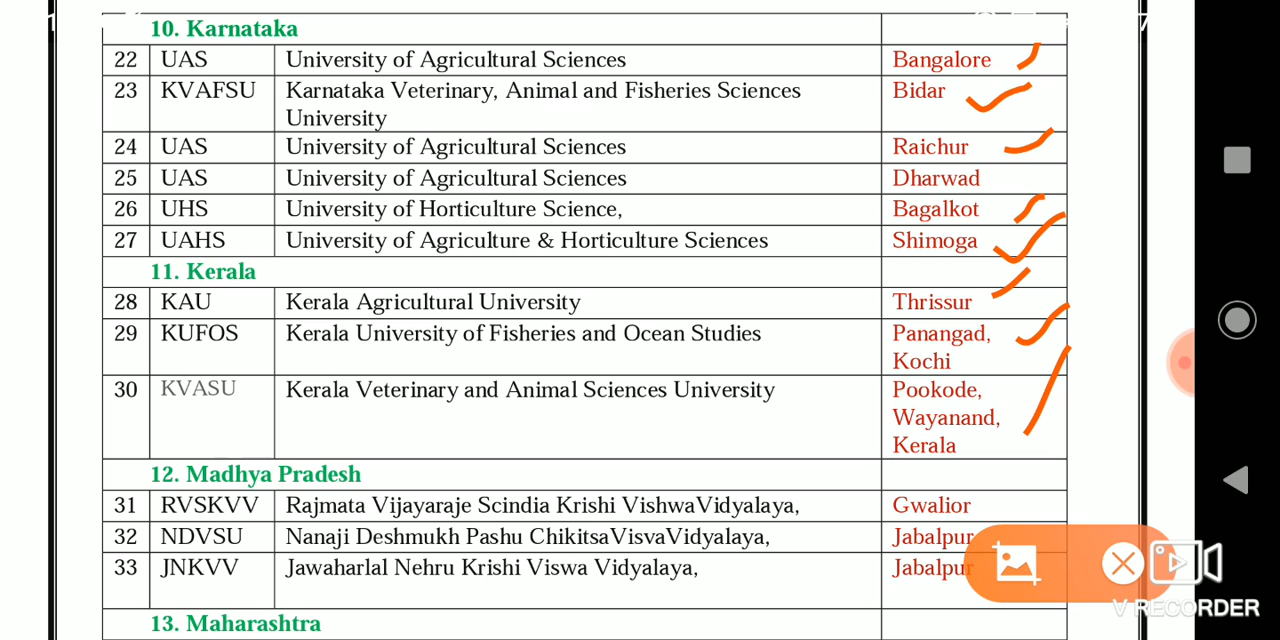 10. Karnataka
22 UAS University of Agricultural Sciences Bangalore
23 KVAFSU Karnataka Veterinary, Animal and Fisheries Sciences Bidar
University
24 UAS University of Agricultural Sciences Raichur
25 UAS University of Agricultural Sciences Dharwad
26 UHS University of Horticulture Science, Bagalkot
27 UAHS University of Agriculture & Horticulture Sciences Shimoga
11. Kerala
28 KAU Kerala Agricultural University Thrissur
29 KUFOS Kerala University of Fisheries and Ocean Studies Panangad,
Kochi
30 KVASU Kerala Veterinary and Animal Sciences University Pookode,
Wayanand,
Kerala
12. Madhya Pradesh
31 RVSKVV Rajmata Vijayaraje Scindia Krishi VishwaVidyalaya, Gwalior
32 NDVSU Nanaji Deshmukh Pashu ChikitsaVisvaVidyalaya, Jabalpur
33 JNKVV Jawaharlal Nehru Krishi Viswa Vidyalaya, Jabalpur
V RECORDER
13. Maharashtra